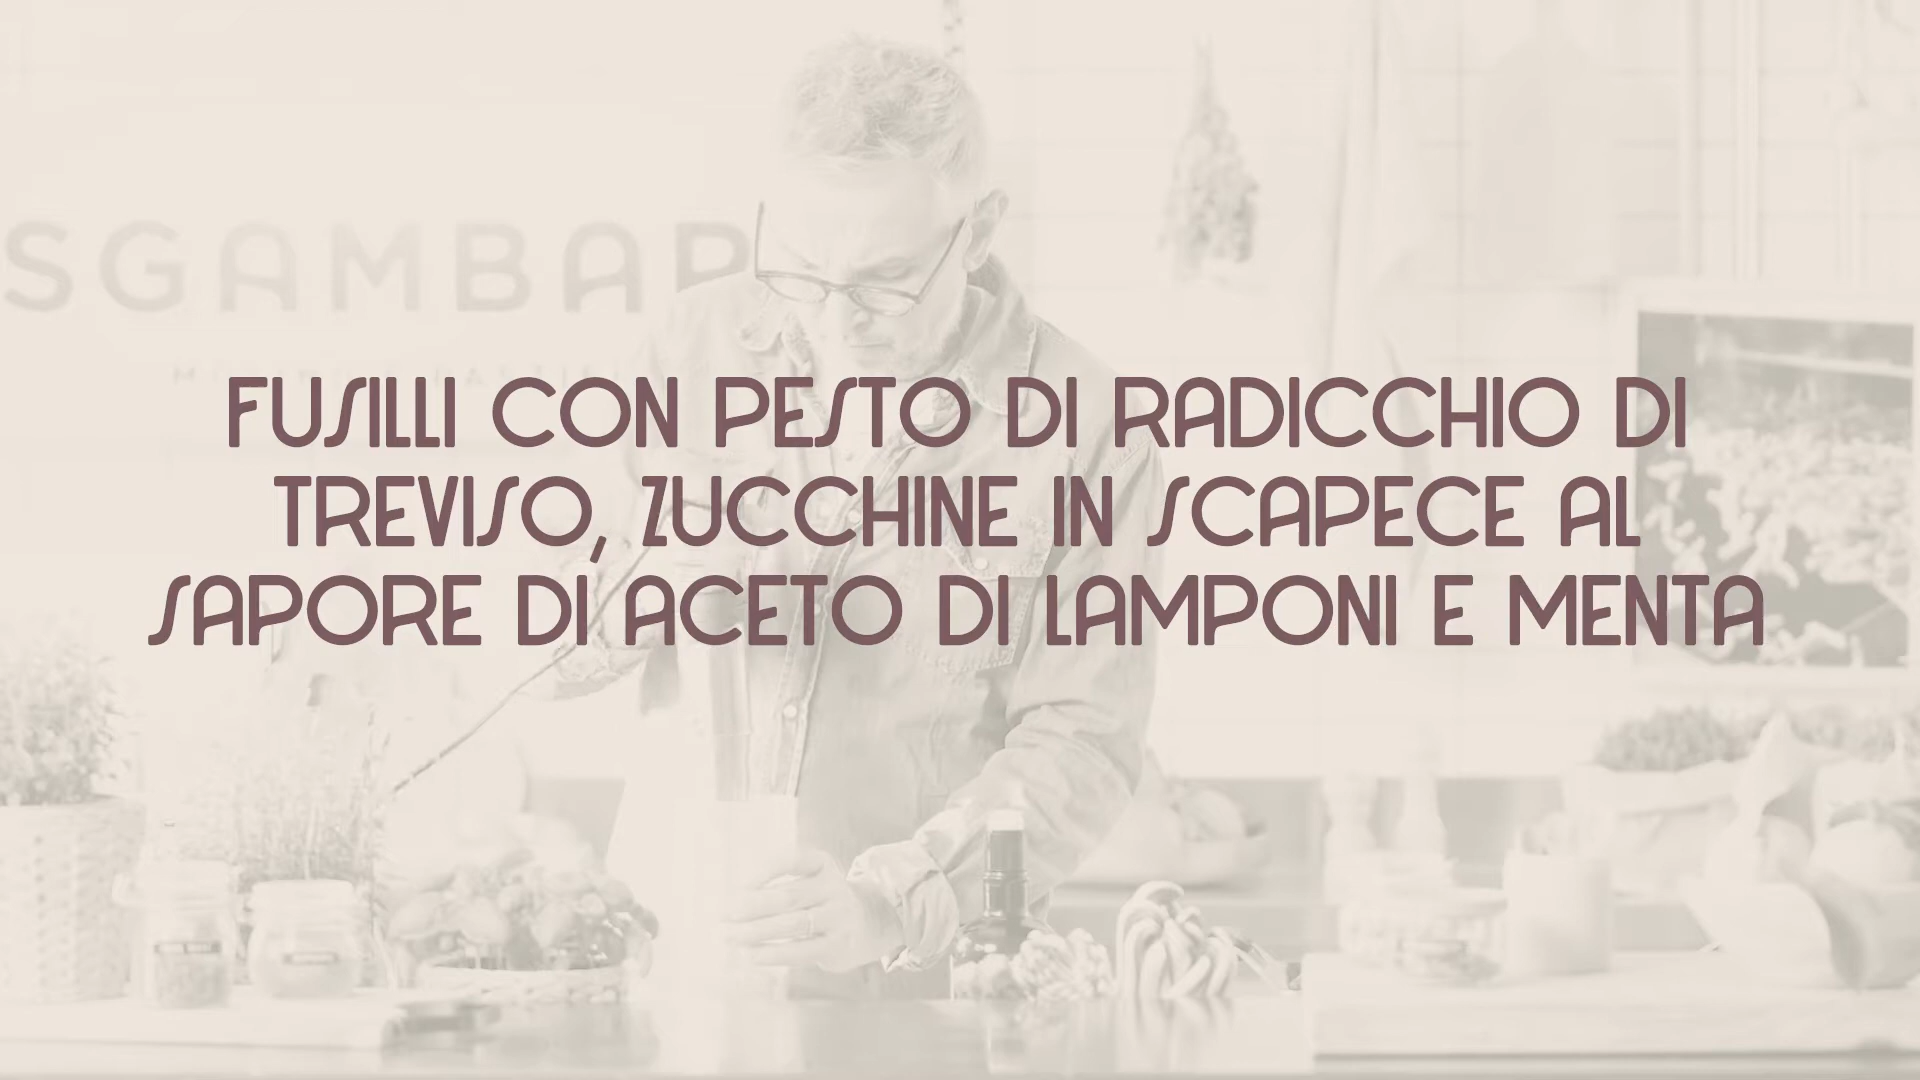 SGAMBAR
FUSILLI CON PESTO DI RADICCHIO DI
TREVISO, ZUCCHINE IN SCAPECE AL
SAPORE DI ACETO DI LAMPONI E MENTA